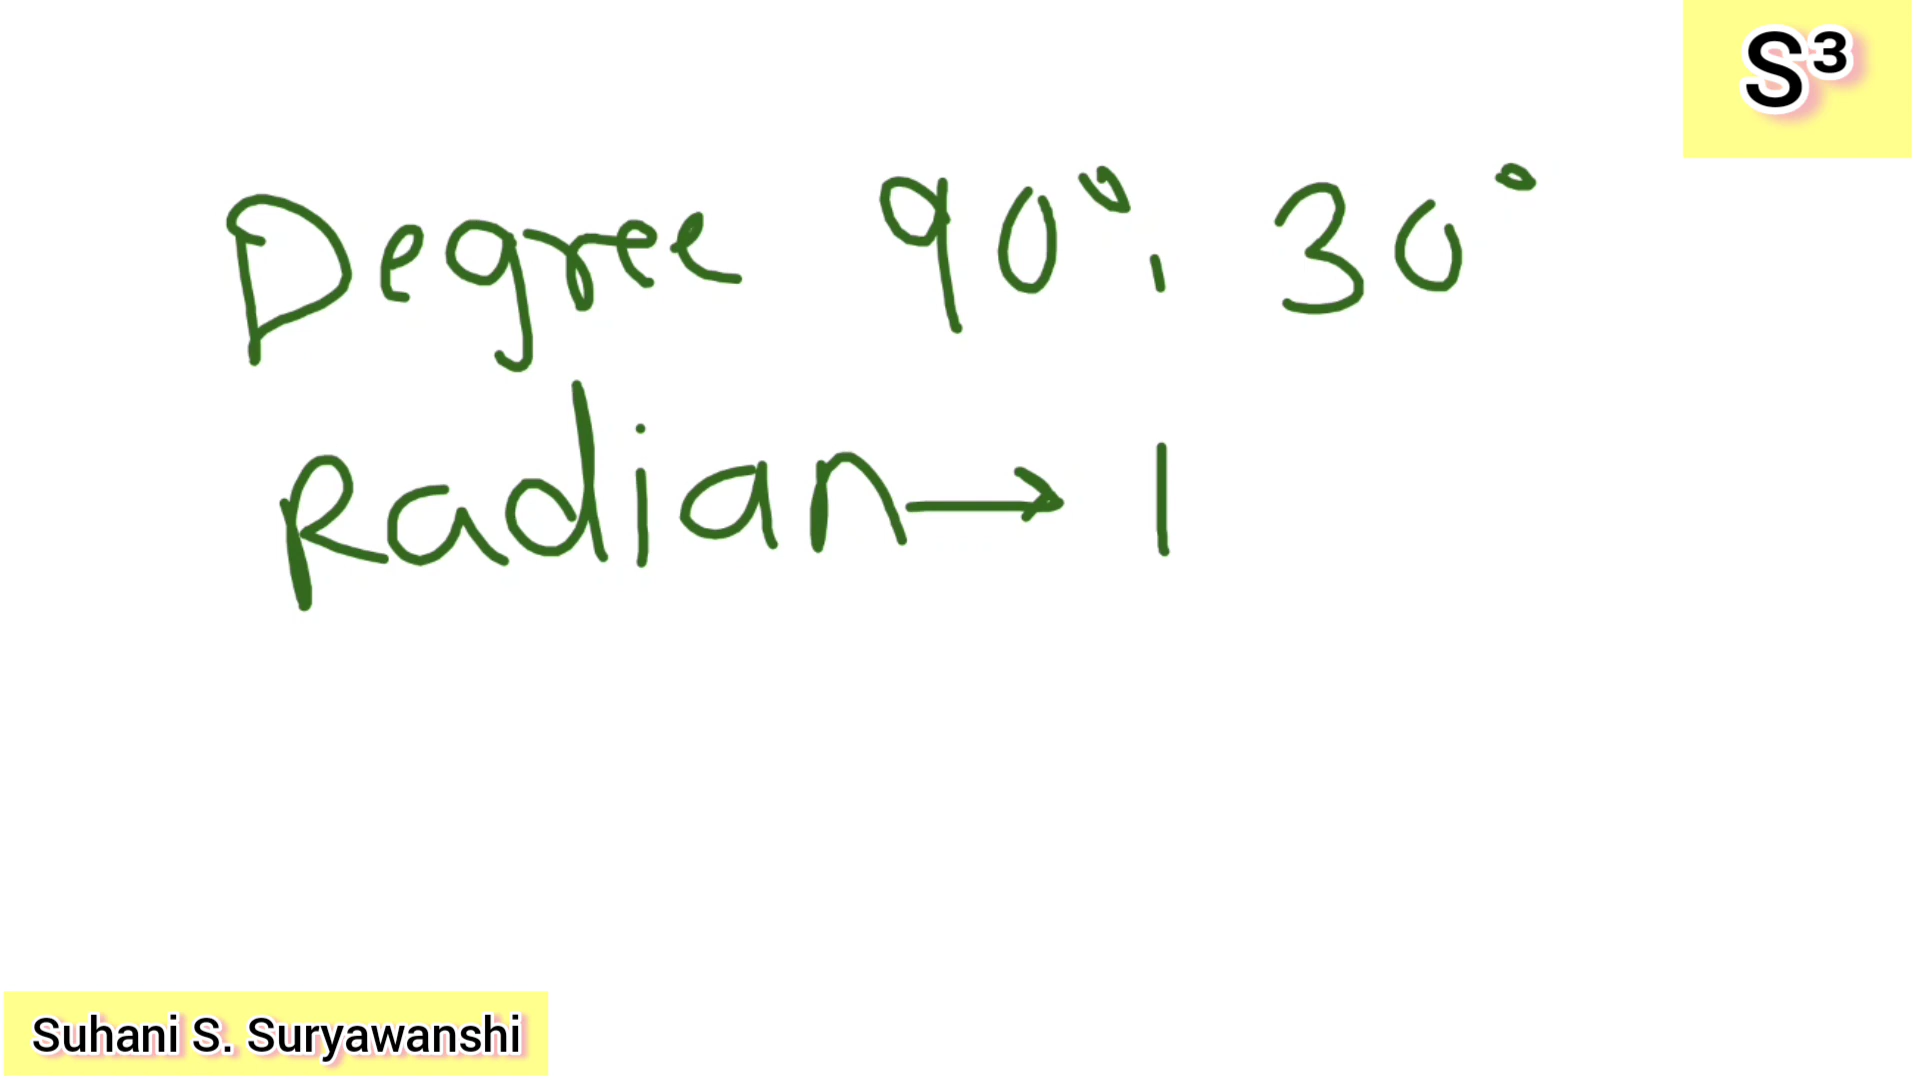 S³
Degree 90°, 30°
Radian→ 1
Suhani S. Suryawanshi